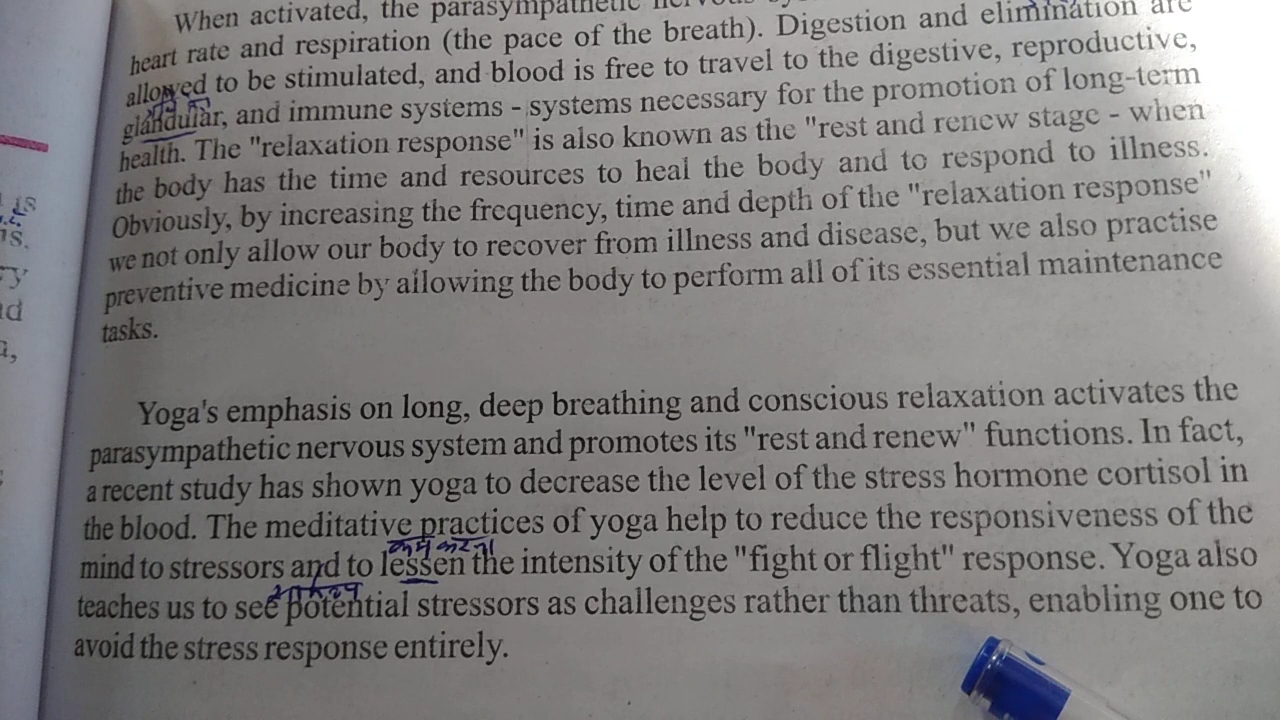 When activated, the parasympathetic
heart rate and respiration (the pace of the breath). Digestion and elimination are
allowed to be stimulated, and blood is free to travel to the digestive, reproductive,
glandular, and immune systems - systems necessary for the promotion of long-term
health. The "relaxation response" is also known as the "rest and renew stage - when
the body has the time and resources to heal the body and to respond to illness.
Obviously, by increasing the frequency, time and depth of the "relaxation response"
we not only allow our body to recover from illness and disease, but we also practise
preventive medicine by allowing the body to perform all of its essential maintenance
tasks.
Yoga's emphasis on long, deep breathing and conscious relaxation activates the
parasympathetic nervous system and promotes its "rest and renew" functions. In fact,
a recent study has shown yoga to decrease the level of the stress hormone cortisol in
the blood. The meditative practices of yoga help to reduce the responsiveness of the
कम करना
mind to stressors and to lessen the intensity of the "fight or flight" response. Yoga also
teaches us to see potential stressors as challenges rather than threats, enabling one to
avoid the stress response entirely.